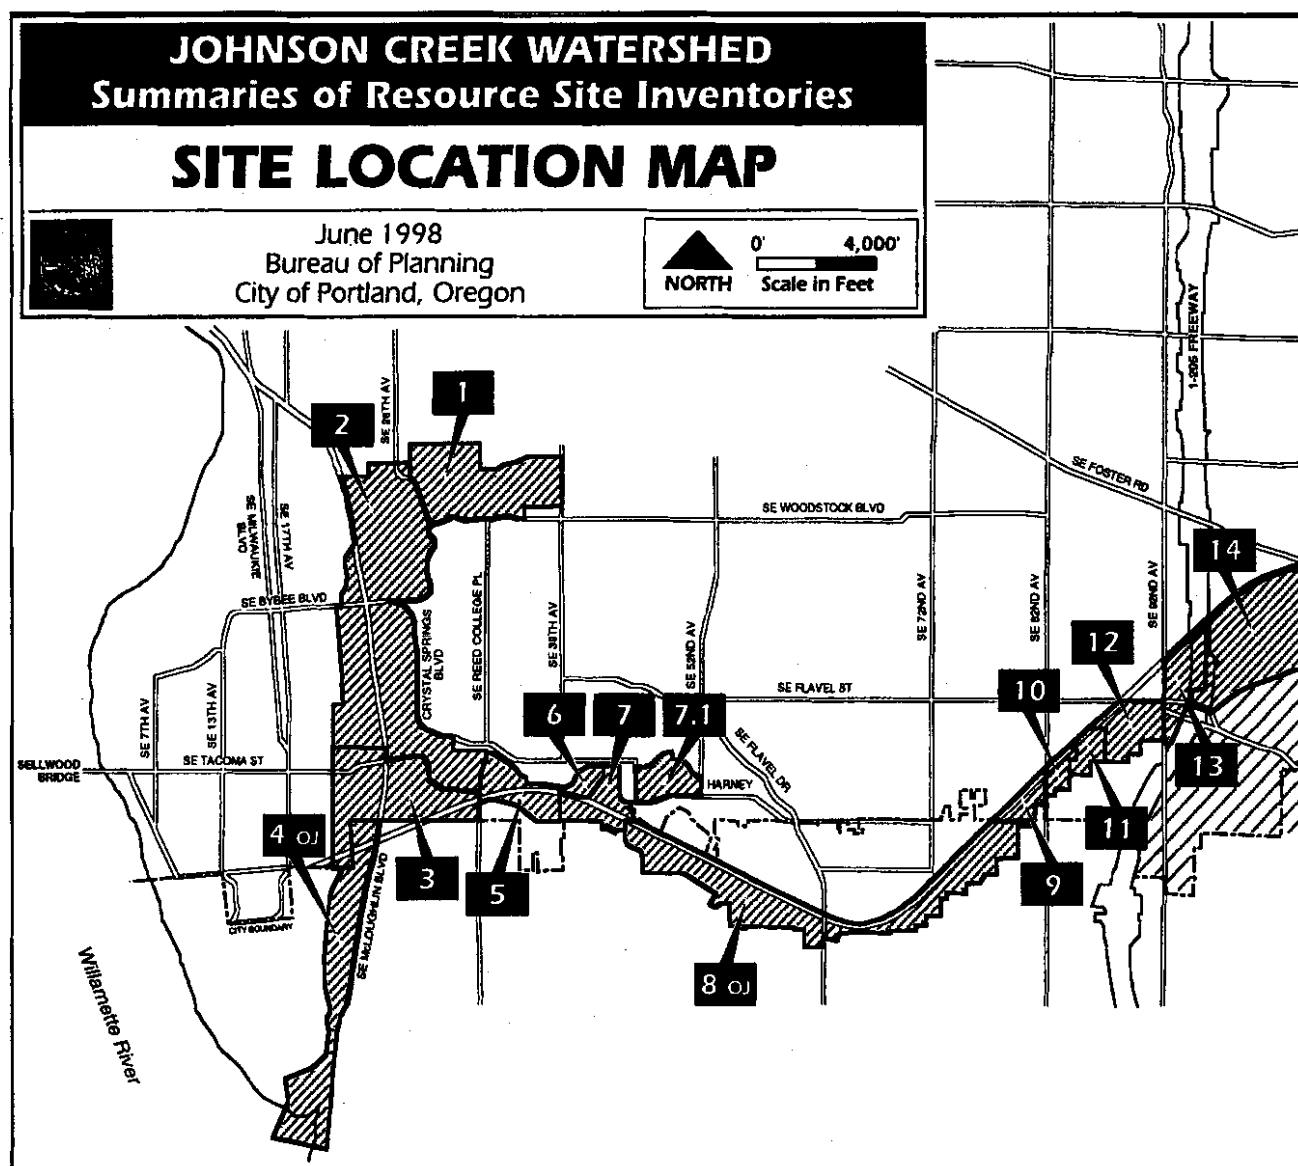 JOHNSON CREEK WATERSHED
Summaries of Resource Site Inventories
SITE LOCATION MAP
June 1998
Bureau of Planning
City of Portland, Oregon
NORTH
0' 4,000'
Scale in Feet
I-205 FREEWAY
SE 28TH AV
1
2
SE FOSTER RD
SE MILWAUKIE
BLVD
SE 17TH AV
SE WOODSTOCK BLVD
14
SE BYBEE BLVD
CRYSTAL SPRINGS
BLVD
SE REED COLLEGE PL
SE 39TH AV
SE 52ND AV
SE 72ND AV
SE 82ND AV
SE 92ND AV
12
SE 7TH AV
SE 13TH AV
SE FLAVEL ST
10
6
7
7.1
SE FLAVEL DR
SELLWOOD
BRIDGE
SE TACOMA ST
HARNEY
13
11
4 OJ
3
5
9
SE McLOUGHLIN BLVD
CITY BOUNDARY
8 OJ
Willamette River